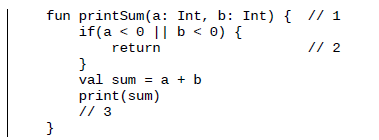 fun printSum(a: Int, b: Int) {  // 1
    if(a < 0 || b < 0) {
        return                  // 2
    }
    val sum = a + b
    print(sum)
    // 3
}